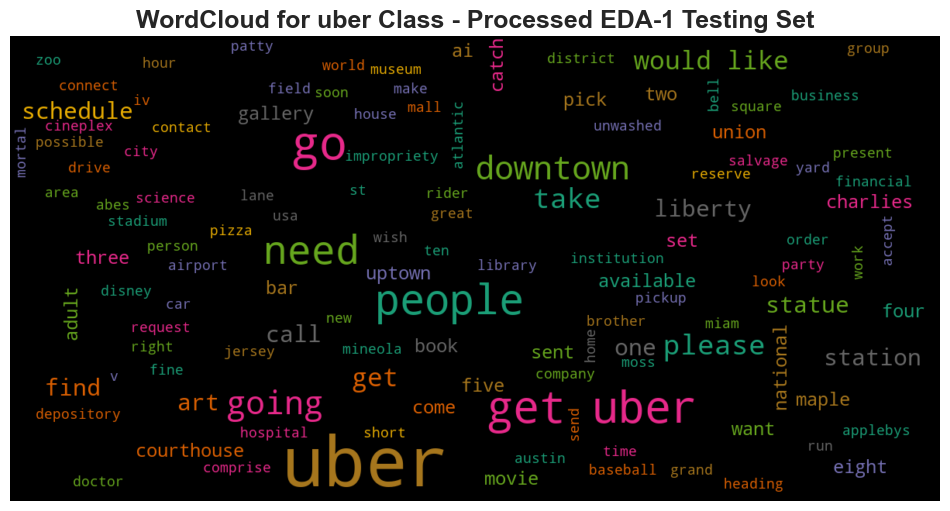 WordCloud for uber Class - Processed EDA-1 Testing Set
patty
zoo
hour
world
museum
ai
catch
district
would like
group
connect
iv
schedule
field
soon
make
mall
pick
two
bell
square
business
cineplex
contact
gallery
house
atlantic
unwashed
union
possible
mortal
city
go
impropriety
downtown
salvage
present
drive
reserve
yard
area
abes
science
lane
st
rider
take
financial
stadium
usa
great
liberty
charlies
pizza
person
three
need
wish
ten
set
order
accept
airport
uptown
library
institution
work
party
disney
car
bar
people
available
look
pickup
statue
adult
request
new
brother
miam
four
right
call
jersey
mineola
book
sent
home
one
moss
please
national
station
v
fine
find
get
five
company
maple
depository
art
going
come
get uber
send
want
applebys
hospital
short
courthouse
comprise
uber
austin
time
run
doctor
movie
baseball
grand
eight
heading